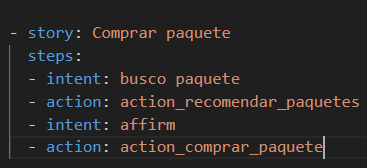 - story: Comprar paquete
steps:
- intent: busco paquete
- action: action_recomendar_paquetes
- intent: affirm
- action: action_comprar_paquete